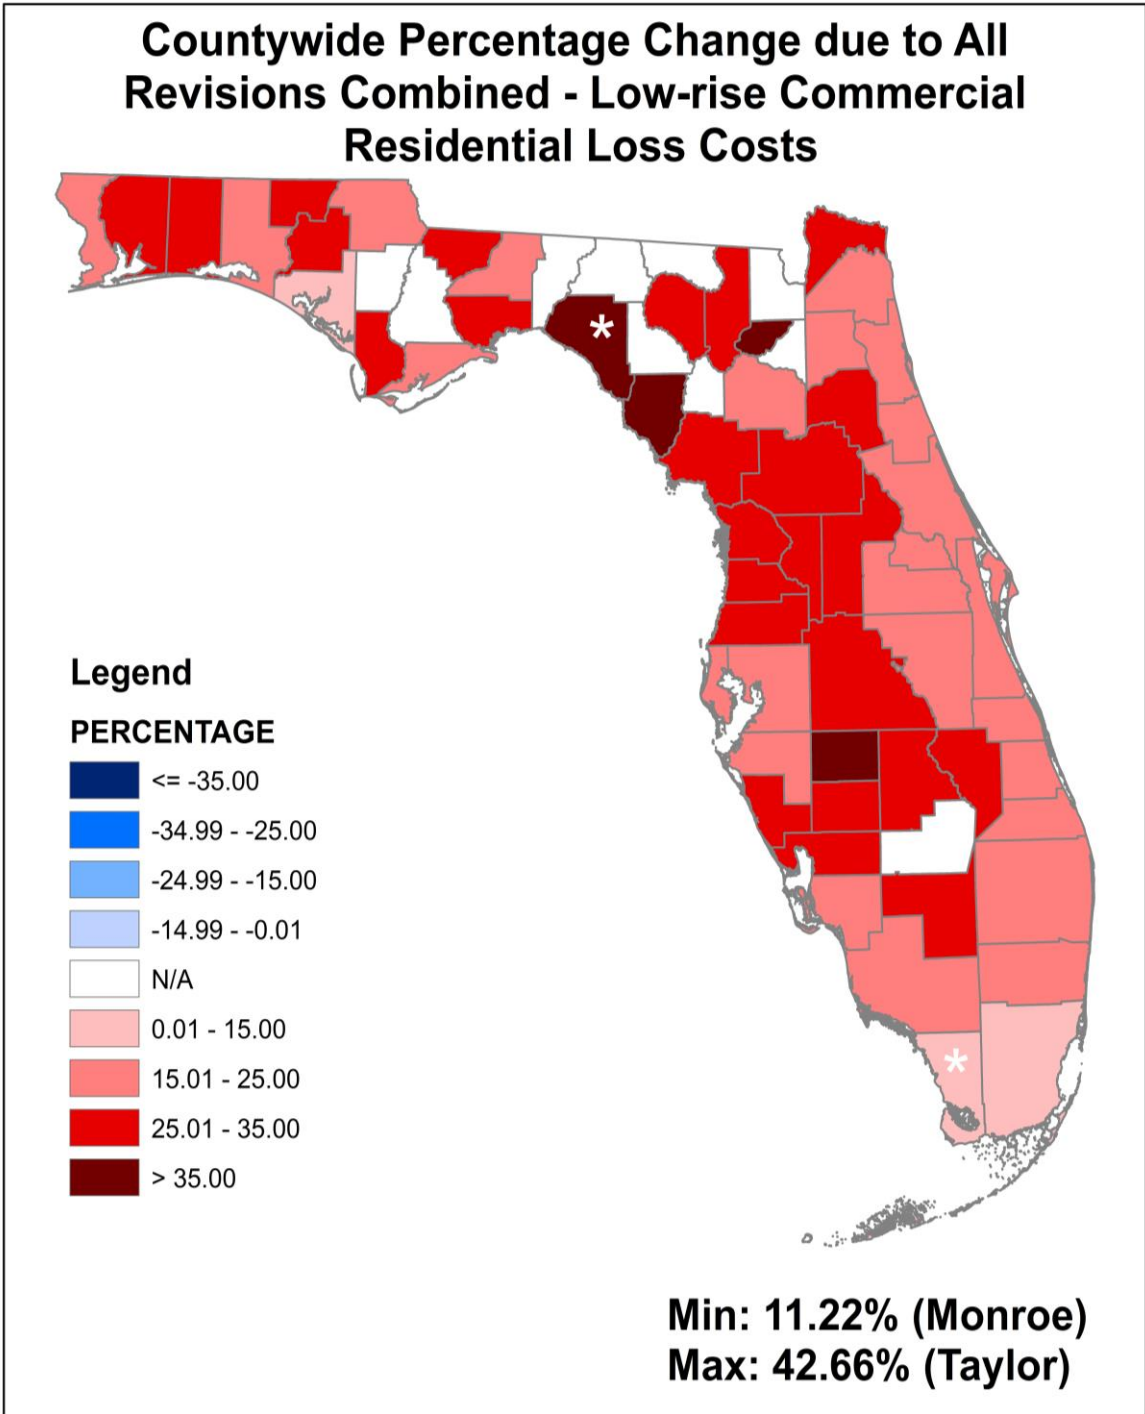 Countywide Percentage Change due to All
Revisions Combined - Low-rise Commercial
Residential Loss Costs
*
*
Legend
PERCENTAGE
<= -35.00
-34.99 - -25.00
-24.99 - -15.00
-14.99 - -0.01
N/A
0.01 - 15.00
15.01 - 25.00
25.01 - 35.00
> 35.00
Min: 11.22% (Monroe)
Max: 42.66% (Taylor)